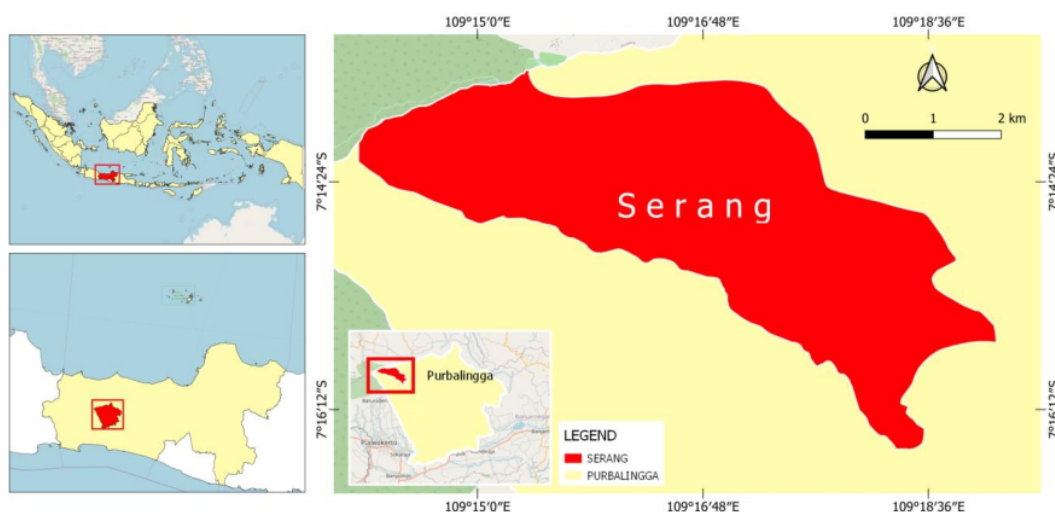 109°15′0″E 109°16′48″E 109°18′36″E
0 1 2 km
7°14′24″S 7°14′24″S
Serang
Purbalingga
Purwokerto
7°16′12″S 7°16′12″S
LEGEND
SERANG
PURBALINGGA
109°15′0″E 109°16′48″E 109°18′36″E